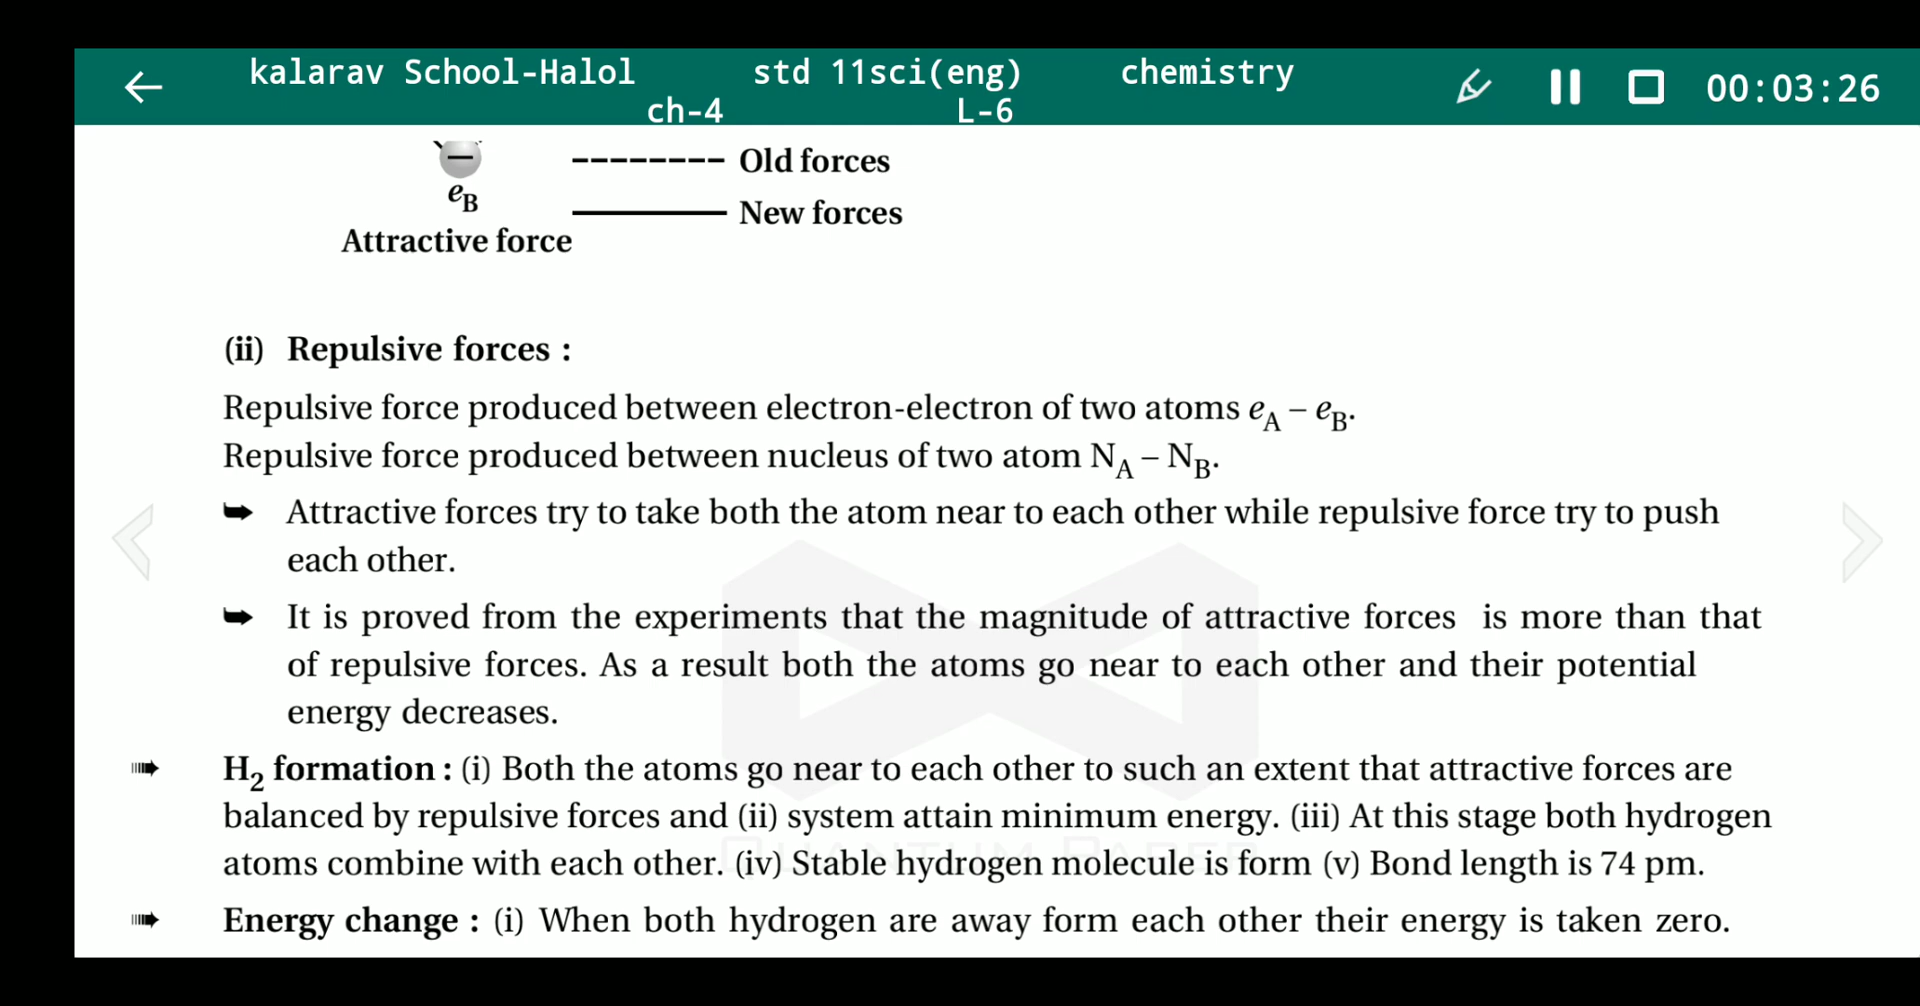 kalarav School-Halol std 11sci(eng) chemistry
ch-4 L-6
00:03:26
Old forces
eB
New forces
Attractive force
(ii) Repulsive forces :
Repulsive force produced between electron-electron of two atoms eA – eB.
Repulsive force produced between nucleus of two atom NA – NB.
Attractive forces try to take both the atom near to each other while repulsive force try to push
each other.
It is proved from the experiments that the magnitude of attractive forces is more than that
of repulsive forces. As a result both the atoms go near to each other and their potential
energy decreases.
H2 formation : (i) Both the atoms go near to each other to such an extent that attractive forces are
balanced by repulsive forces and (ii) system attain minimum energy. (iii) At this stage both hydrogen
atoms combine with each other. (iv) Stable hydrogen molecule is form (v) Bond length is 74 pm.
QUANTUM PAPER
Energy change : (i) When both hydrogen are away form each other their energy is taken zero.